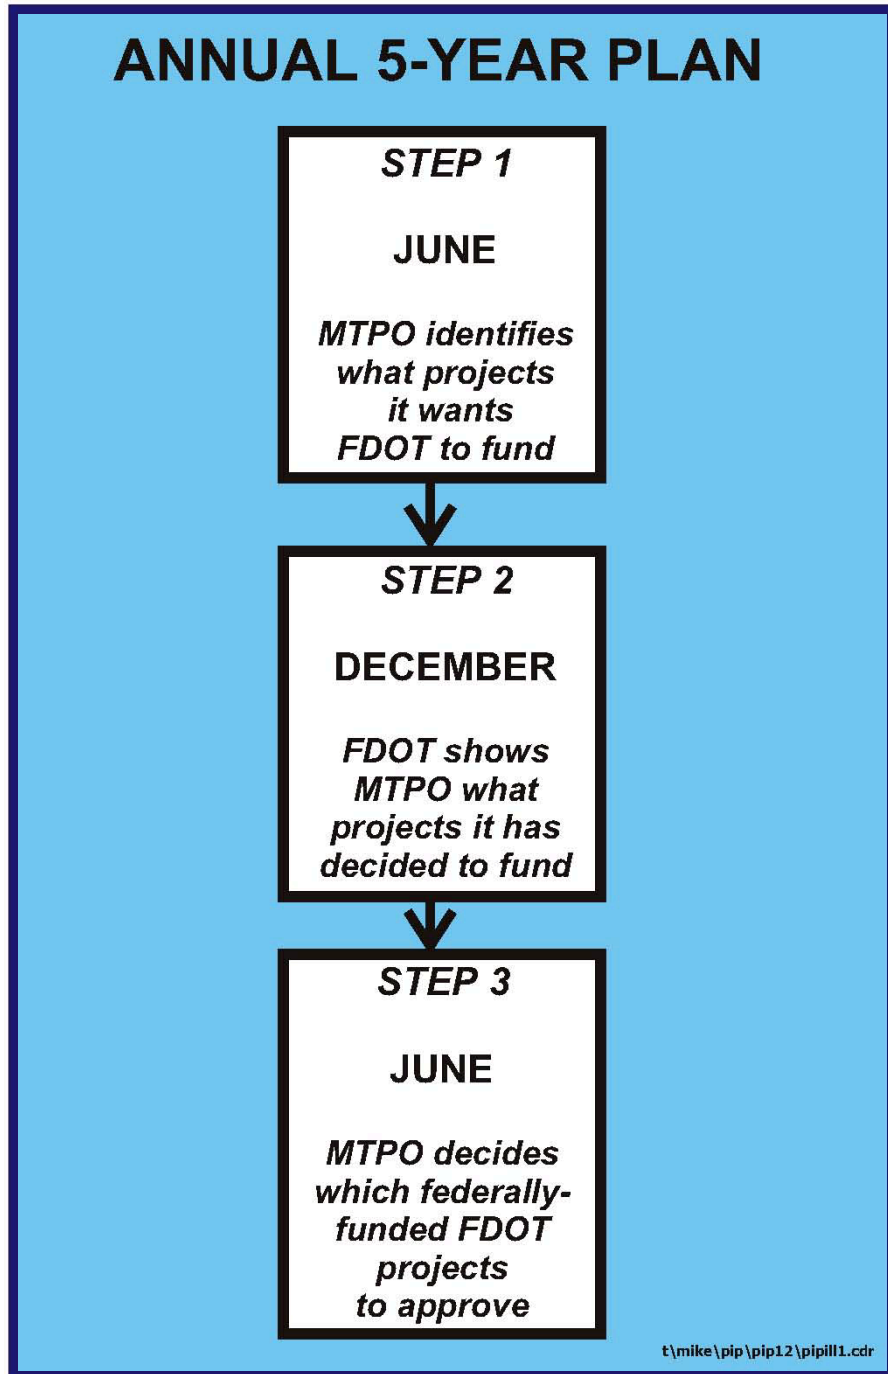 ANNUAL 5-YEAR PLAN
STEP 1
JUNE
MTPO identifies
what projects
it wants
FDOT to fund
STEP 2
DECEMBER
FDOT shows
MTPO what
projects it has
decided to fund
STEP 3
JUNE
MTPO decides
which federally-
funded FDOT
projects
to approve
t\mike\pip\pip12\pipill1.cdr